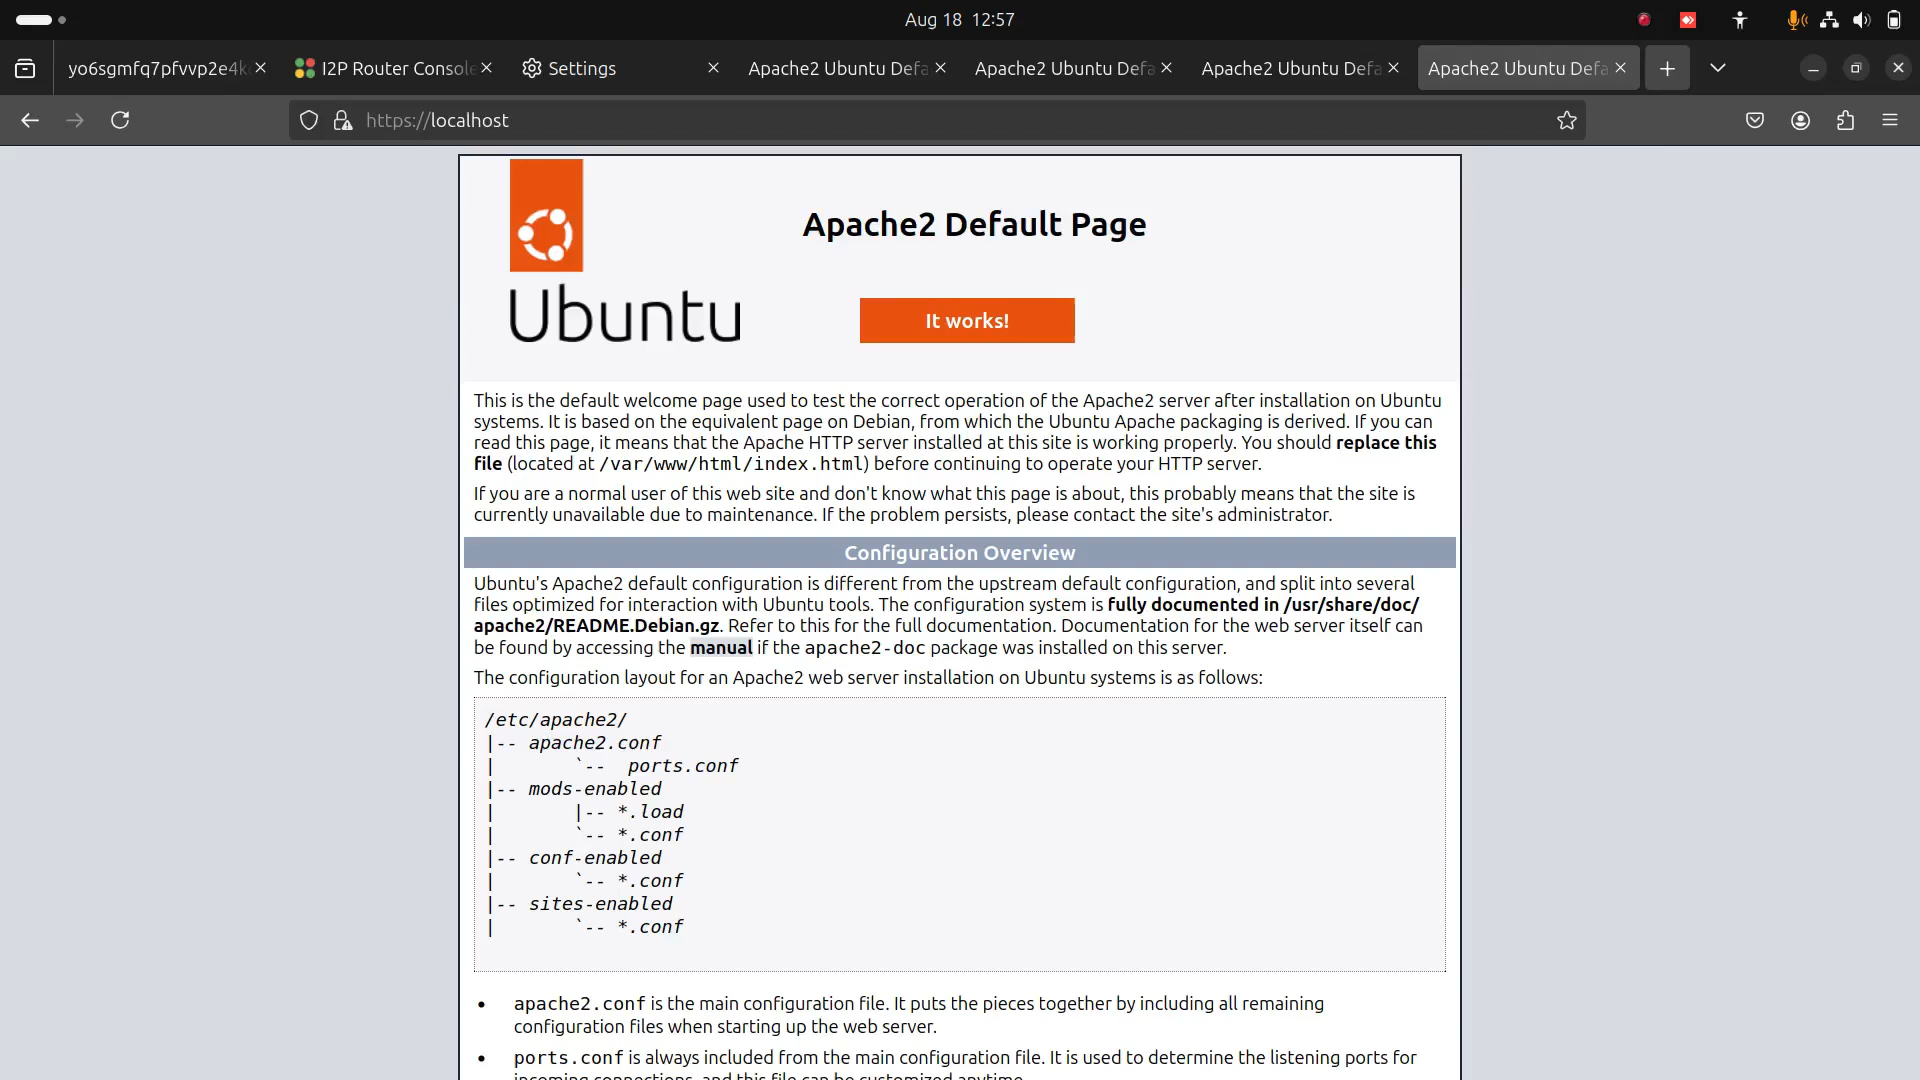 Aug 18 12:57
yo6sgmfq7pfvvp2e4k
I2P Router Console
Settings
Apache2 Ubuntu Defa
Apache2 Ubuntu Defa
Apache2 Ubuntu Defa
Apache2 Ubuntu Defa
https://localhost
Apache2 Default Page
Ubuntu
It works!
This is the default welcome page used to test the correct operation of the Apache2 server after installation on Ubuntu
systems. It is based on the equivalent page on Debian, from which the Ubuntu Apache packaging is derived. If you can
read this page, it means that the Apache HTTP server installed at this site is working properly. You should replace this
file (located at /var/www/html/index.html) before continuing to operate your HTTP server.
If you are a normal user of this web site and don't know what this page is about, this probably means that the site is
currently unavailable due to maintenance. If the problem persists, please contact the site's administrator.
Configuration Overview
Ubuntu's Apache2 default configuration is different from the upstream default configuration, and split into several
files optimized for interaction with Ubuntu tools. The configuration system is fully documented in /usr/share/doc/
apache2/README.Debian.gz. Refer to this for the full documentation. Documentation for the web server itself can
be found by accessing the manual if the apache2-doc package was installed on this server.
The configuration layout for an Apache2 web server installation on Ubuntu systems is as follows:
/etc/apache2/
|-- apache2.conf
|       `--  ports.conf
|-- mods-enabled
|       |-- *.load
|       `-- *.conf
|-- conf-enabled
|       `-- *.conf
|-- sites-enabled
|       `-- *.conf
• apache2.conf is the main configuration file. It puts the pieces together by including all remaining
configuration files when starting up the web server.
• ports.conf is always included from the main configuration file. It is used to determine the listening ports for
incoming connections, and this file can be customized anytime.